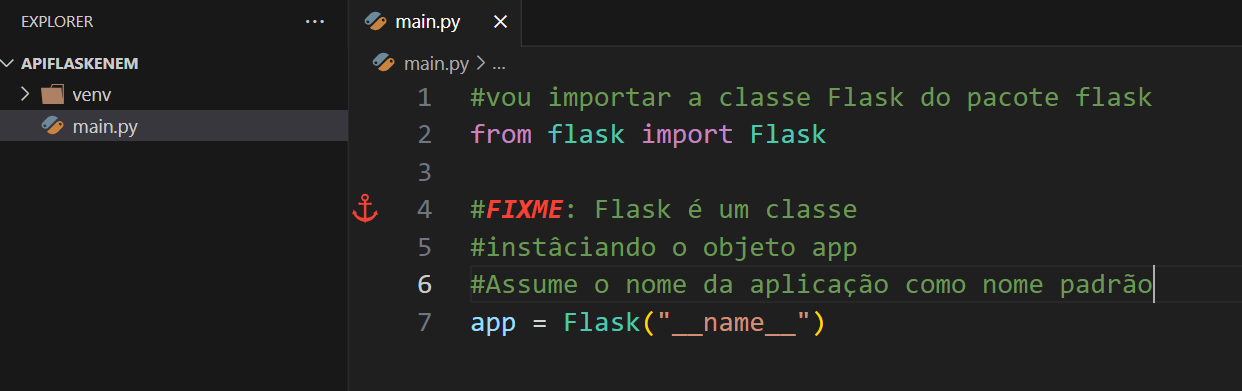 EXPLORER
...
APIFLASKENEM
venv
main.py
main.py
main.py > ...
1 #vou importar a classe Flask do pacote flask
2 from flask import Flask
3
4 #FIXME: Flask é um classe
5 #instâciando o objeto app
6 #Assume o nome da aplicação como nome padrão
7 app = Flask("__name__")